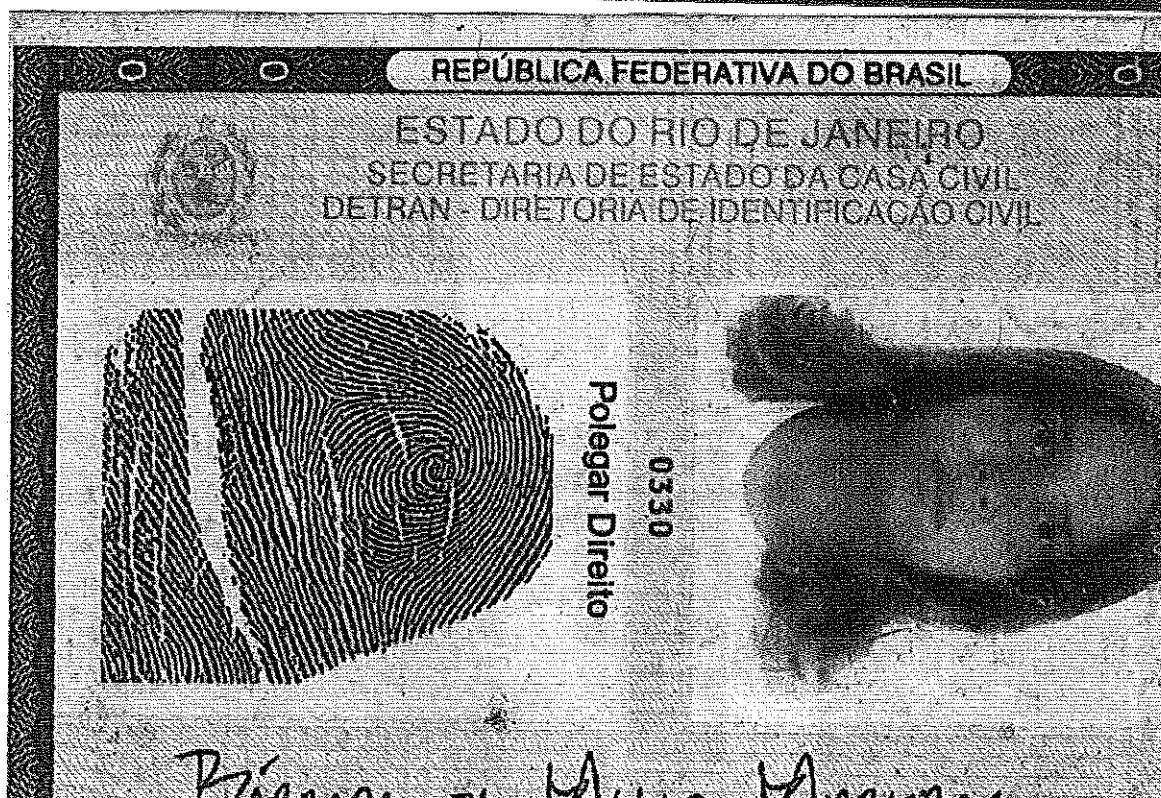 REPÚBLICA FEDERATIVA DO BRASIL
ESTADO DO RIO DE JANEIRO
SECRETARIA DE ESTADO DA CASA CIVIL
DETRAN - DIRETORIA DE IDENTIFICAÇÃO CIVIL
Polegar Direito
0330
Bárbara